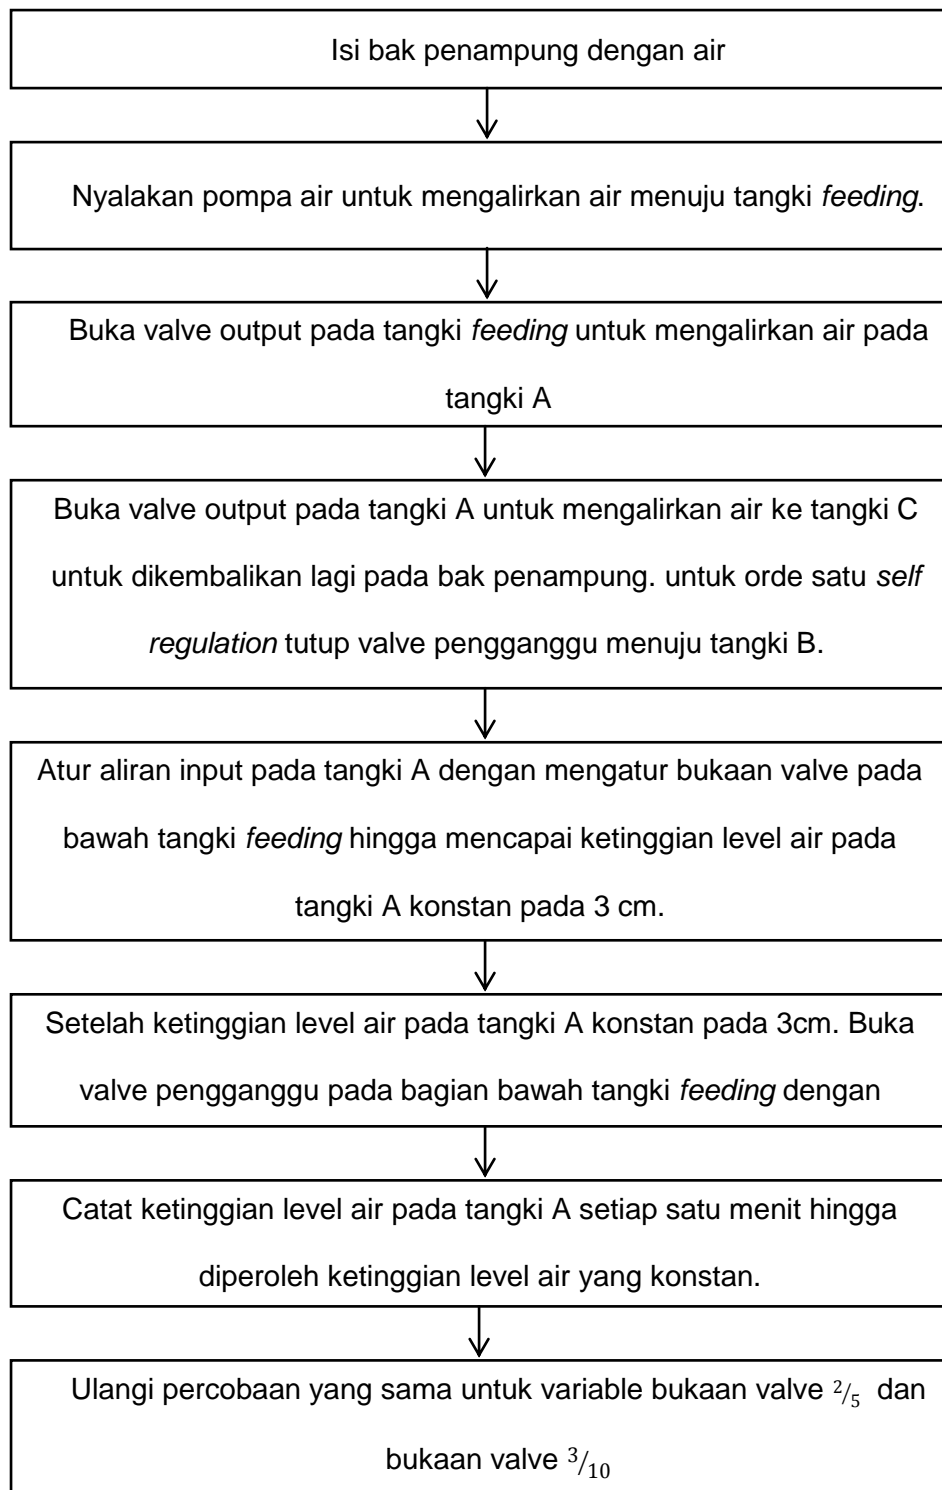 Isi bak penampung dengan air
Nyalakan pompa air untuk mengalirkan air menuju tangki feeding.
Buka valve output pada tangki feeding untuk mengalirkan air pada
tangki A
Buka valve output pada tangki A untuk mengalirkan air ke tangki C
untuk dikembalikan lagi pada bak penampung. untuk orde satu self
regulation tutup valve pengganggu menuju tangki B.
Atur aliran input pada tangki A dengan mengatur bukaan valve pada
bawah tangki feeding hingga mencapai ketinggian level air pada
tangki A konstan pada 3 cm.
Setelah ketinggian level air pada tangki A konstan pada 3cm. Buka
valve pengganggu pada bagian bawah tangki feeding dengan
Catat ketinggian level air pada tangki A setiap satu menit hingga
diperoleh ketinggian level air yang konstan.
Ulangi percobaan yang sama untuk variable bukaan valve 2/5 dan
bukaan valve 3/10